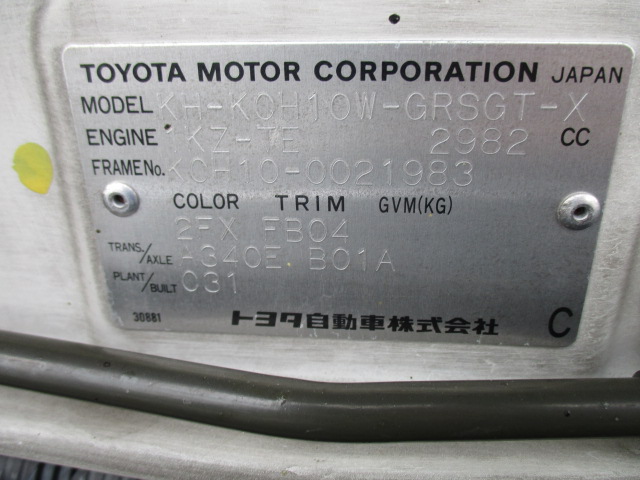 TOYOTA MOTOR CORPORATION JAPAN
MODEL KH-KCH10W-GRSGT-X
ENGINE 1KZ-TE 2982 CC
FRAME No. KCH10-0021983
COLOR TRIM GVM(KG)
2FX FB04
TRANS./AXLE -340E B01A
PLANT/BUILT C31
30881 トヨタ自動車株式会社 C